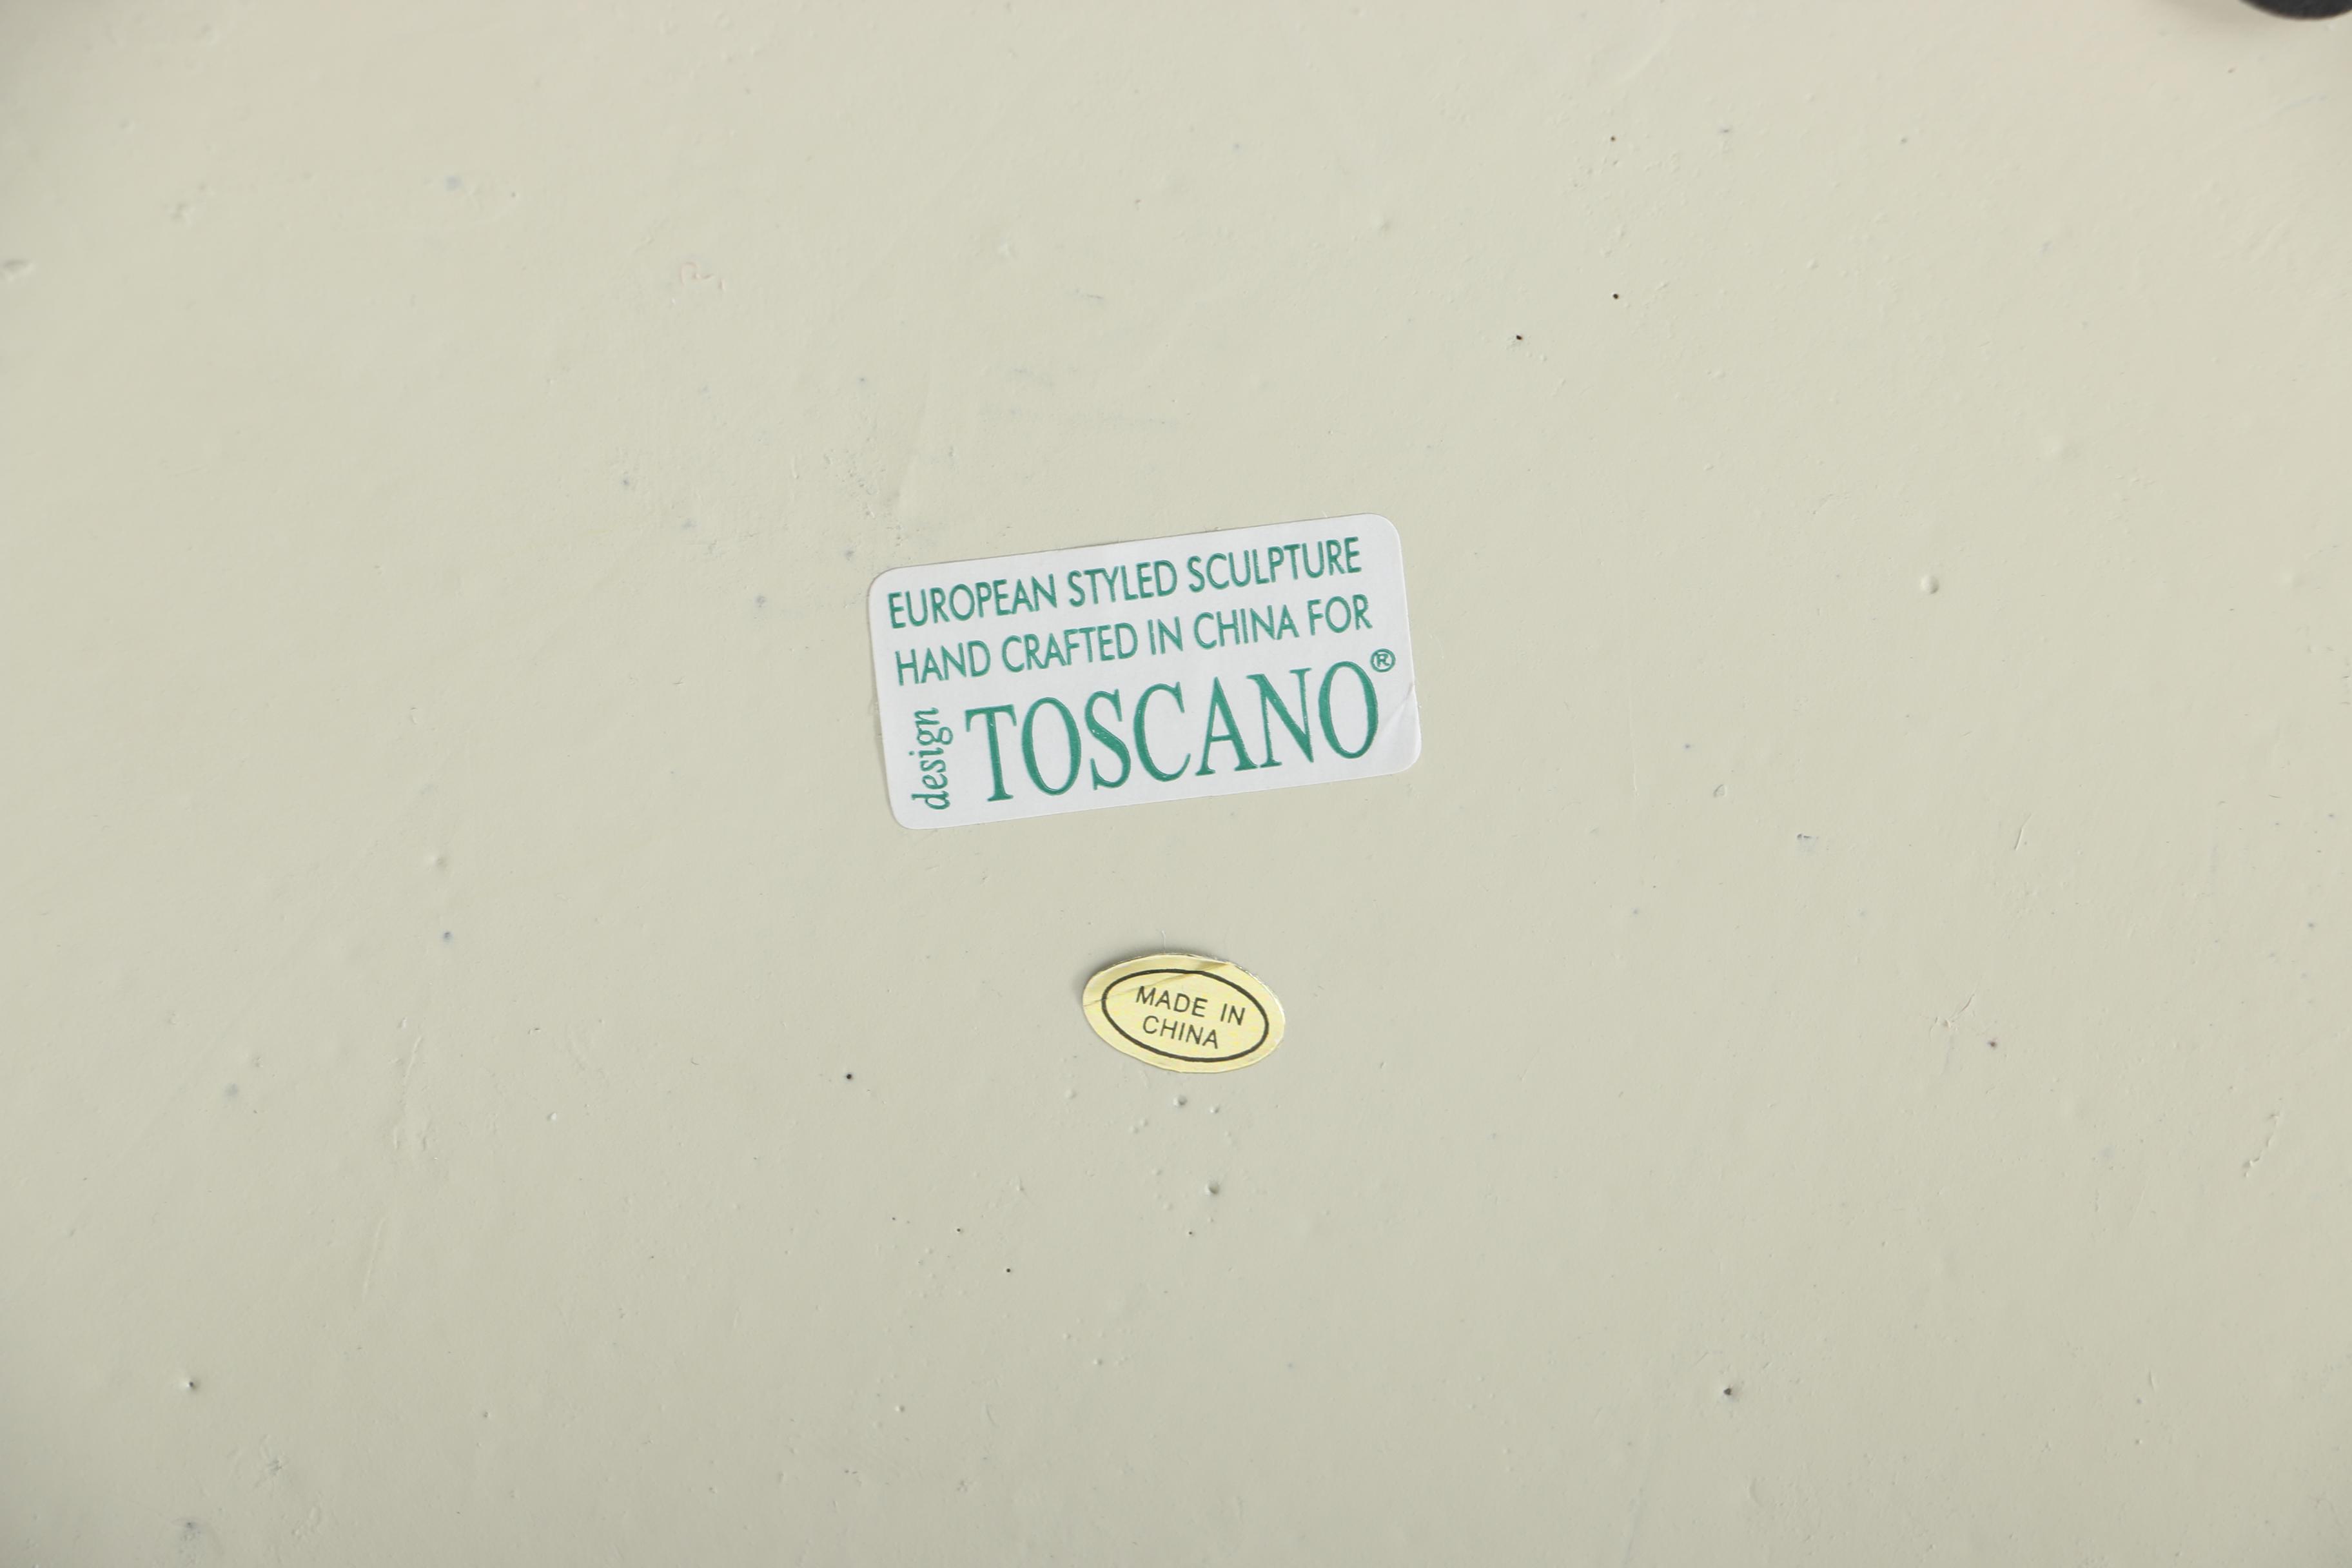 EUROPEAN STYLED SCULPTURE
HAND CRAFTED IN CHINA FOR
design TOSCANO®
MADE IN
CHINA